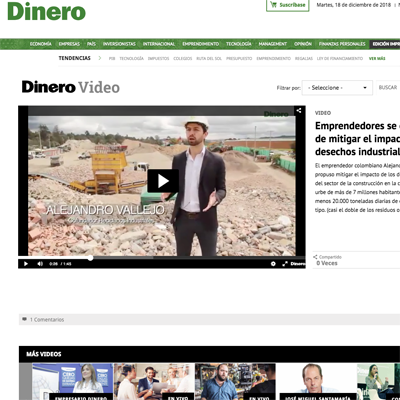 Dinero
Suscríbase
Martes, 18 de diciembre de 2018
ECONOMÍA EMPRESAS PAÍS INVERSIONISTAS INTERNACIONAL EMPRENDIMIENTO TECNOLOGÍA MANAGEMENT OPINIÓN FINANZAS PERSONALES EDICIÓN IMPR
TENDENCIAS PIB IMPUESTOS COLEGIOS RUTA DEL SOL PRESUPUESTO EMPRENDIMIENTO REGALÍAS LEY DE FINANCIAMIENTO VER MÁS
Dinero Video
Filtrar por: - Seleccione - BUSCAR
Dinero
ALEJANDRO VALLEJO
0:06 / 1:45
Dinero
VIDEO
Emprendedores se
de mitigar el impac
desechos industrial
El emprendedor colombiano Alejan
propuso mitigar el impacto de los d
del sector de la construcción en la c
urbe de más de 7 millones habitante
menos 20.000 toneladas diarias de
tipo, (casi el doble de los residuos o
Compartido
0 Veces
1 Comentarios
MÁS VIDEOS
EMPRESARIO DINERO
EN VIVO
EN VIVO
JOSÉ MIGUEL SANTAMARÍA